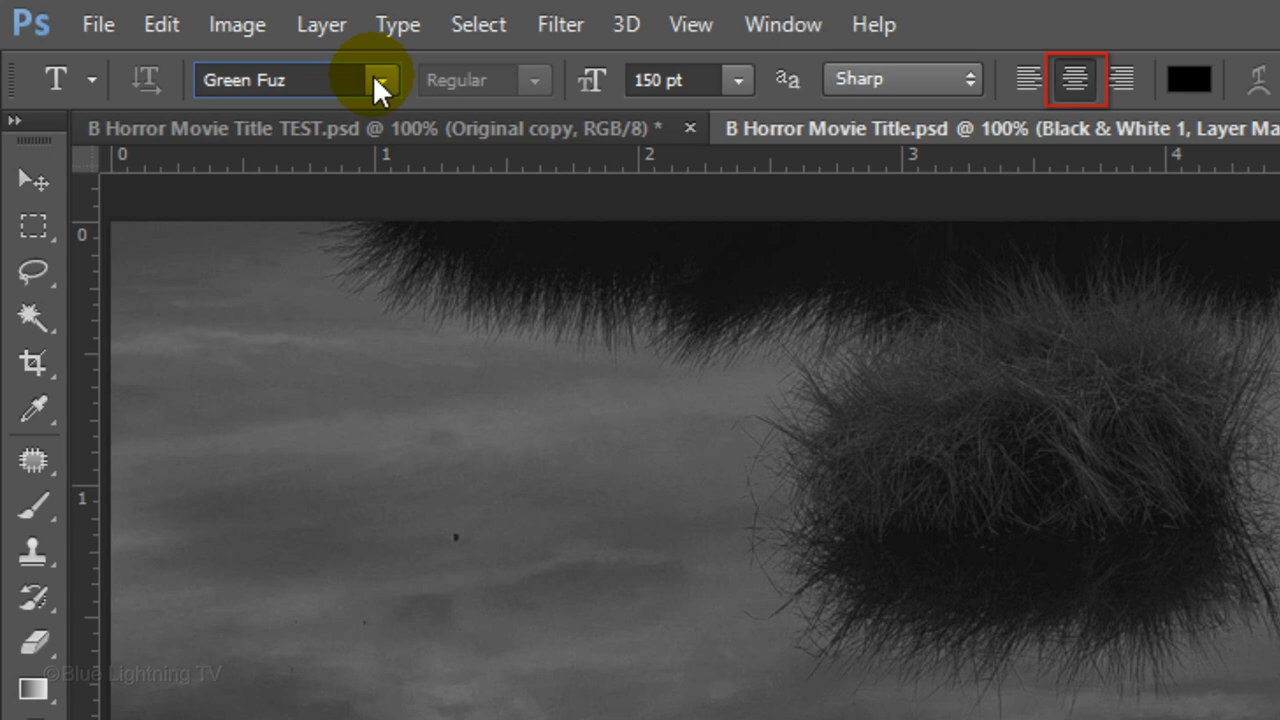 Ps File Edit Image Layer Type Select Filter 3D View Window Help
T T Green Fuz Regular TT 150 pt aa Sharp
B Horror Movie Title TEST.psd @ 100% (Original copy, RGB/8) * × B Horror Movie Title.psd @ 100% (Black & White 1, Layer Ma
0 1 2 3 4
0
1
©Blue Lightning TV